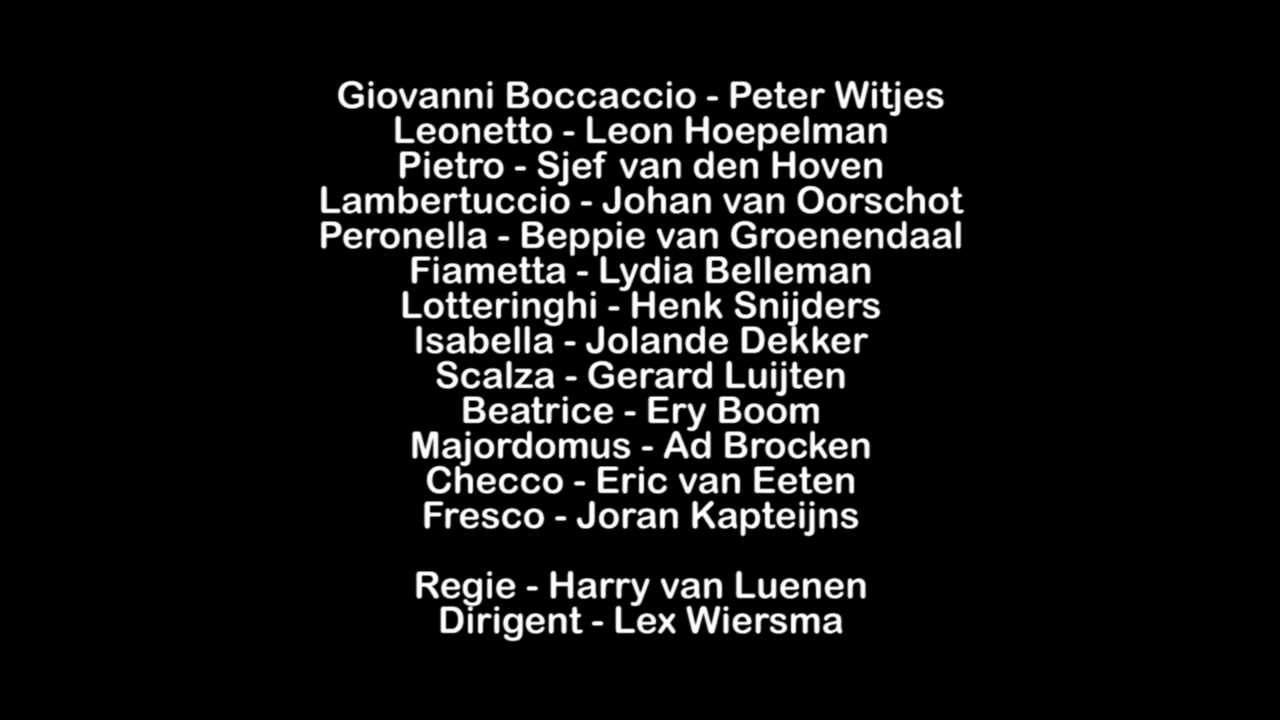 Giovanni Boccaccio - Peter Witjes
Leonetto - Leon Hoepelman
Pietro - Sjef van den Hoven
Lambertuccio - Johan van Oorschot
Peronella - Beppie van Groenendaal
Fiametta - Lydia Belleman
Lotteringhi - Henk Snijders
Isabella - Jolande Dekker
Scalza - Gerard Luijten
Beatrice - Ery Boom
Majordomus - Ad Brocken
Checco - Eric van Eeten
Fresco - Joran Kapteijns
Regie - Harry van Luenen
Dirigent - Lex Wiersma